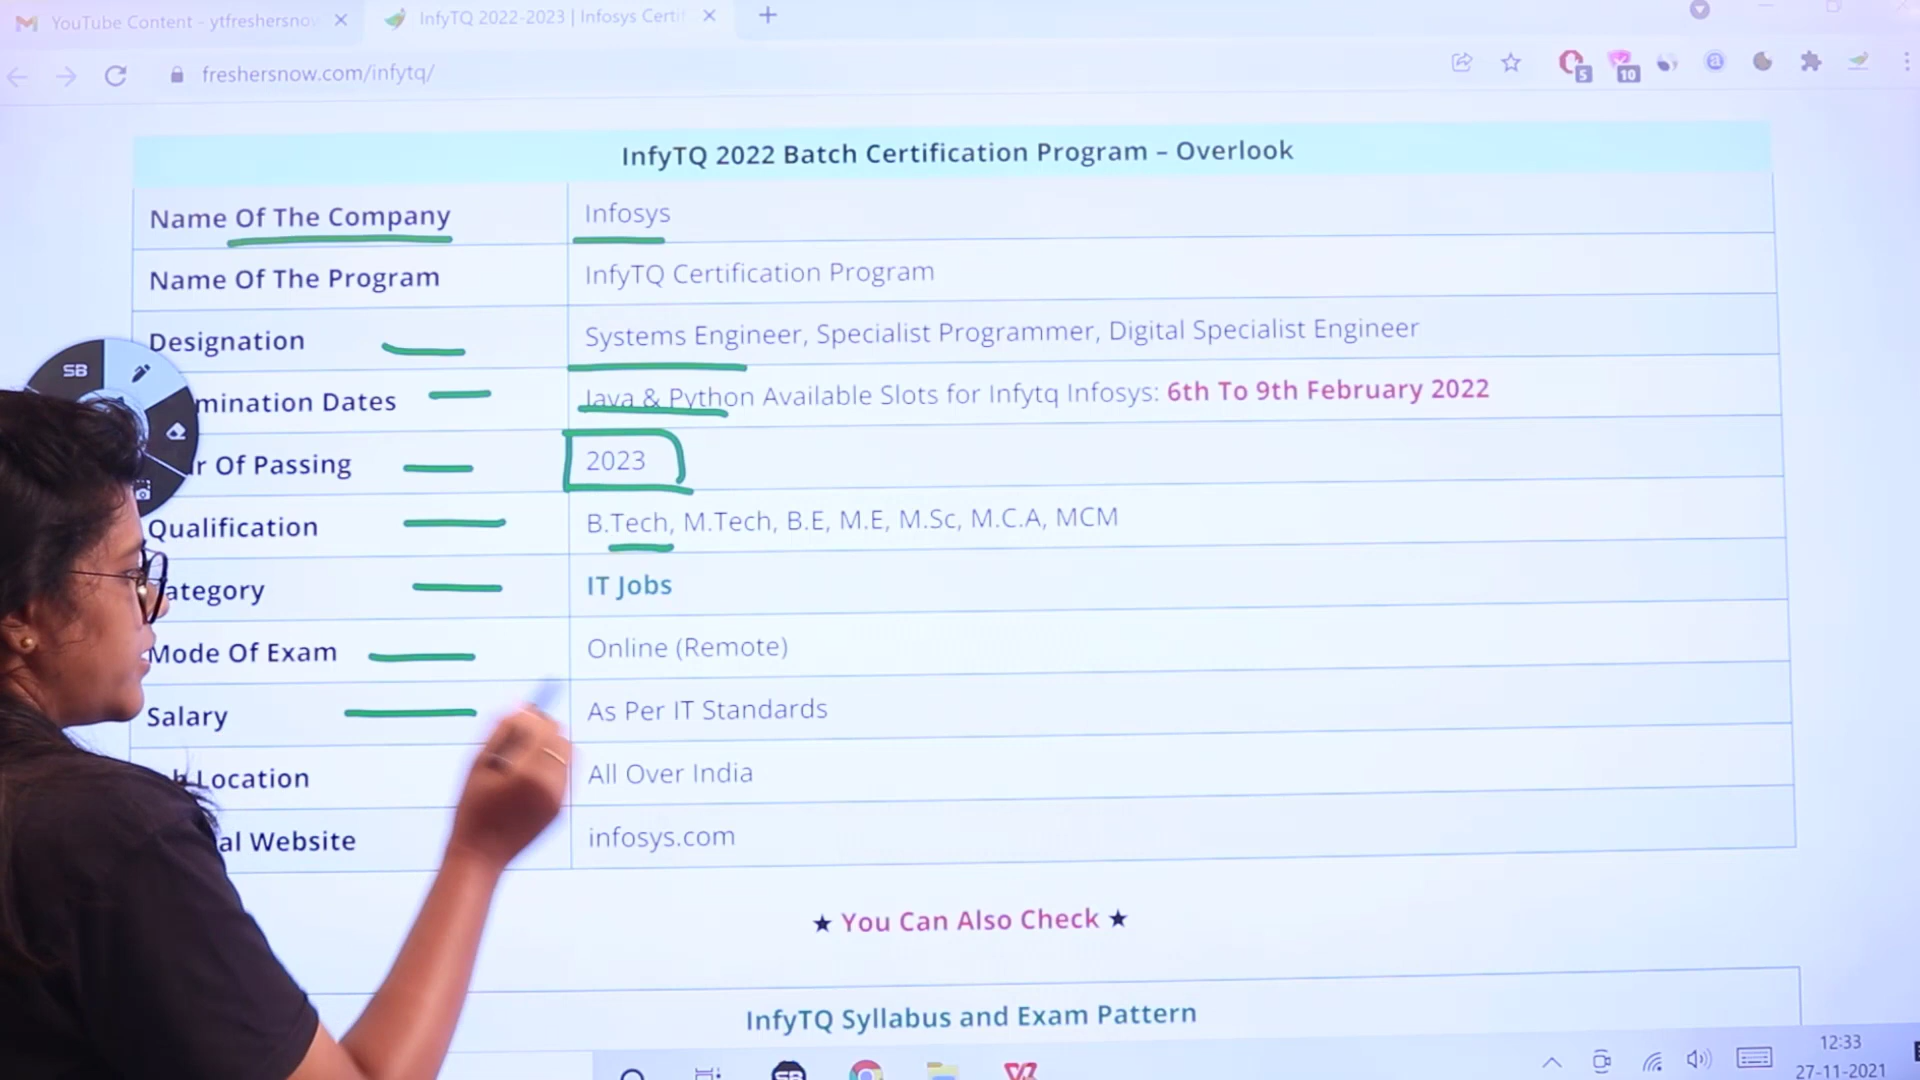 YouTube Content - ytfreshersno
InfyTQ 2022-2023 | Infosys Certif
freshersnow.com/infytq/
5
10
a
InfyTQ 2022 Batch Certification Program – Overlook
Name Of The Company Infosys
Name Of The Program InfyTQ Certification Program
Designation Systems Engineer, Specialist Programmer, Digital Specialist Engineer
SB
mination Dates Java & Python Available Slots for Infytq Infosys: 6th To 9th February 2022
r Of Passing 2023
Qualification B.Tech, M.Tech, B.E, M.E, M.Sc, M.C.A, MCM
ategory IT Jobs
Mode Of Exam Online (Remote)
Salary As Per IT Standards
Location All Over India
al Website infosys.com
★ You Can Also Check ★
InfyTQ Syllabus and Exam Pattern
SB
12:33
27-11-2021